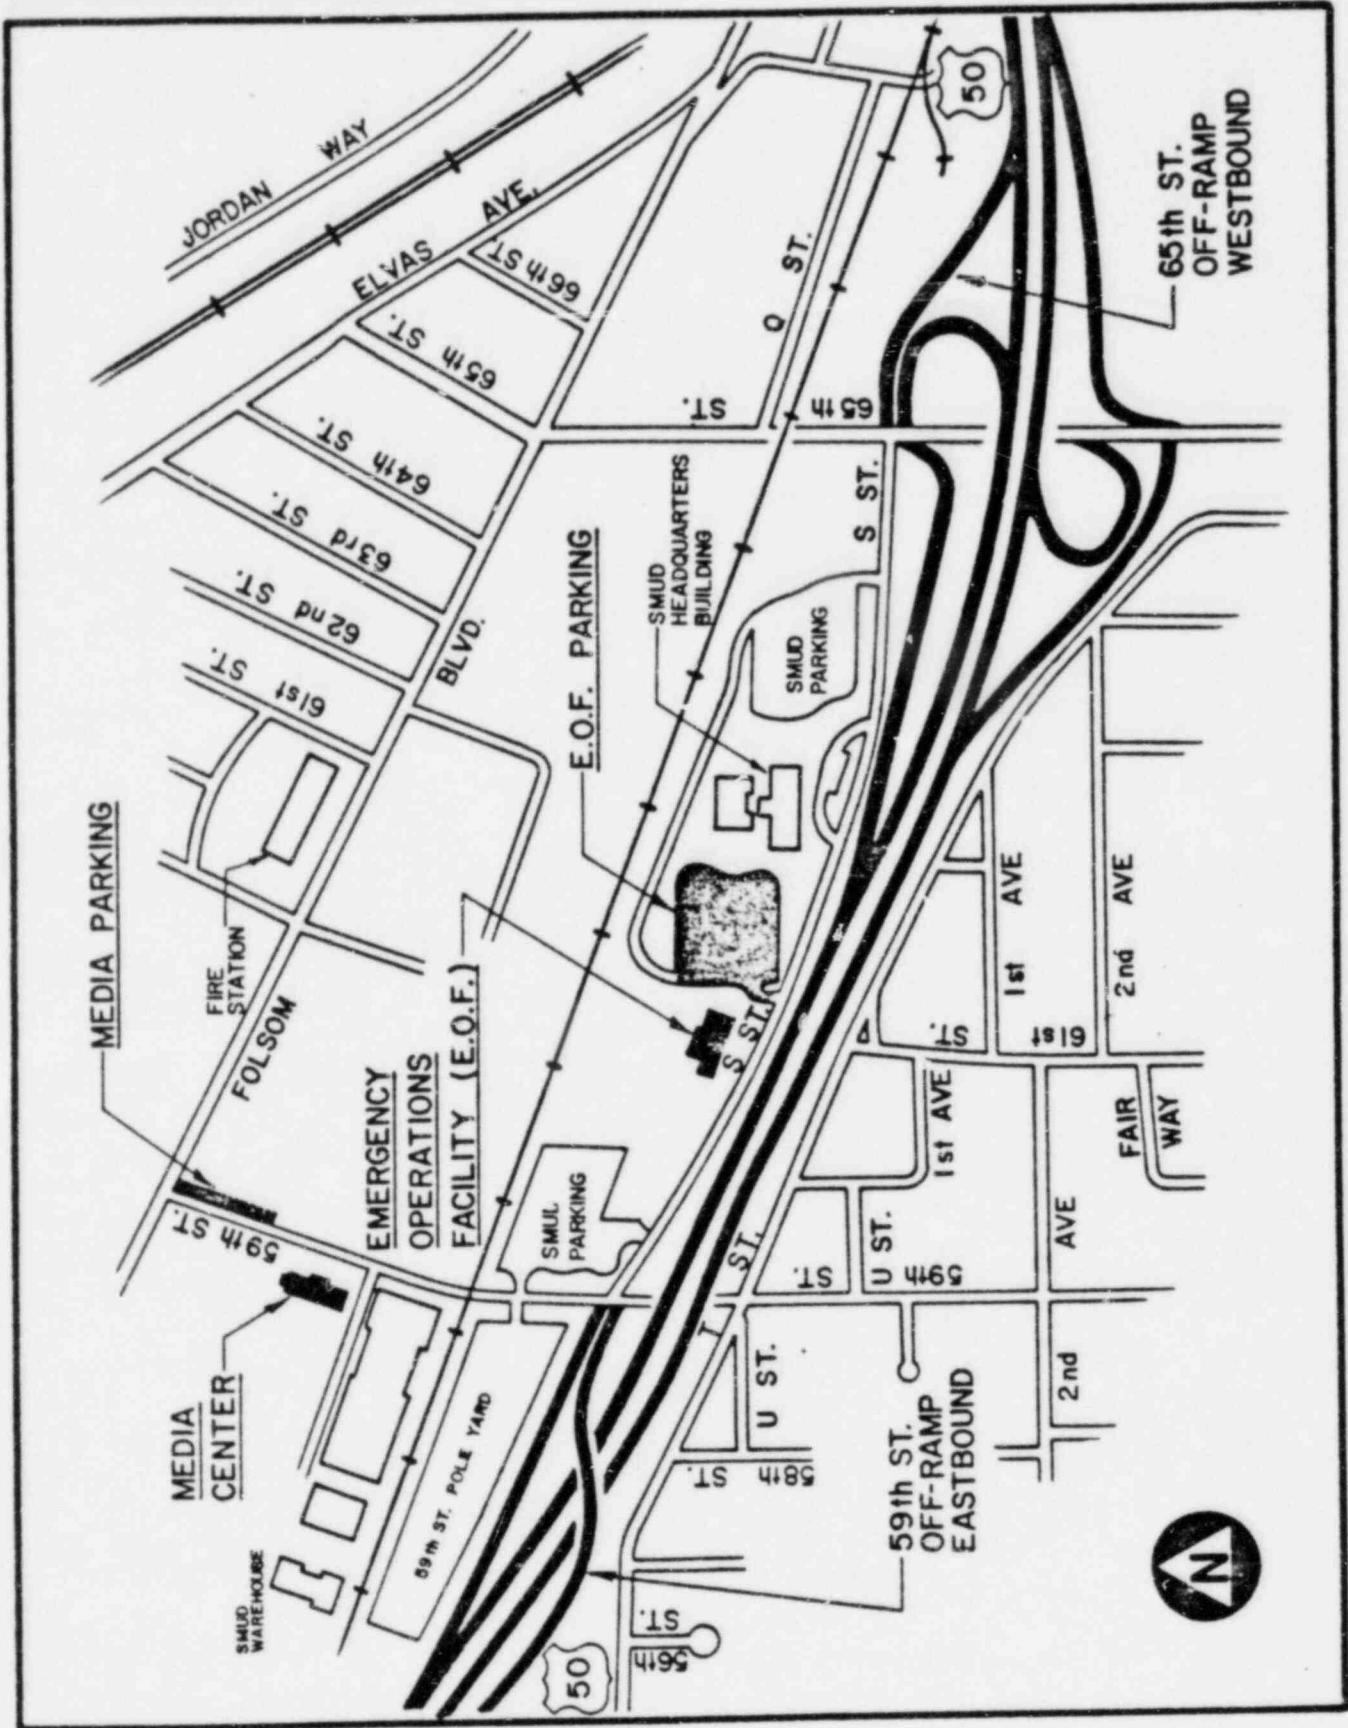 JORDAN WAY
ELVAS AVE.
66th ST.
65th ST.
64th ST.
63rd ST.
62nd ST.
61st ST.
FOLSOM BLVD.
MEDIA PARKING
FIRE
STATION
59th ST.
MEDIA
CENTER
SMUD
WAREHOUSE
59th ST. POLE YARD
EMERGENCY
OPERATIONS
FACILITY (E.O.F.)
SMUL
PARKING
E.O.F. PARKING
SMUD
HEADQUARTERS
BUILDING
SMUD
PARKING
Q ST.
65th ST.
S ST.
S ST.
50
65th ST.
OFF-RAMP
WESTBOUND
T ST.
1st AVE
2nd AVE
61st ST.
1st AVE
FAIR
WAY
U ST.
59th ST.
2nd AVE
U ST.
58th ST.
56th ST.
50
59th ST.
OFF-RAMP
EASTBOUND
N